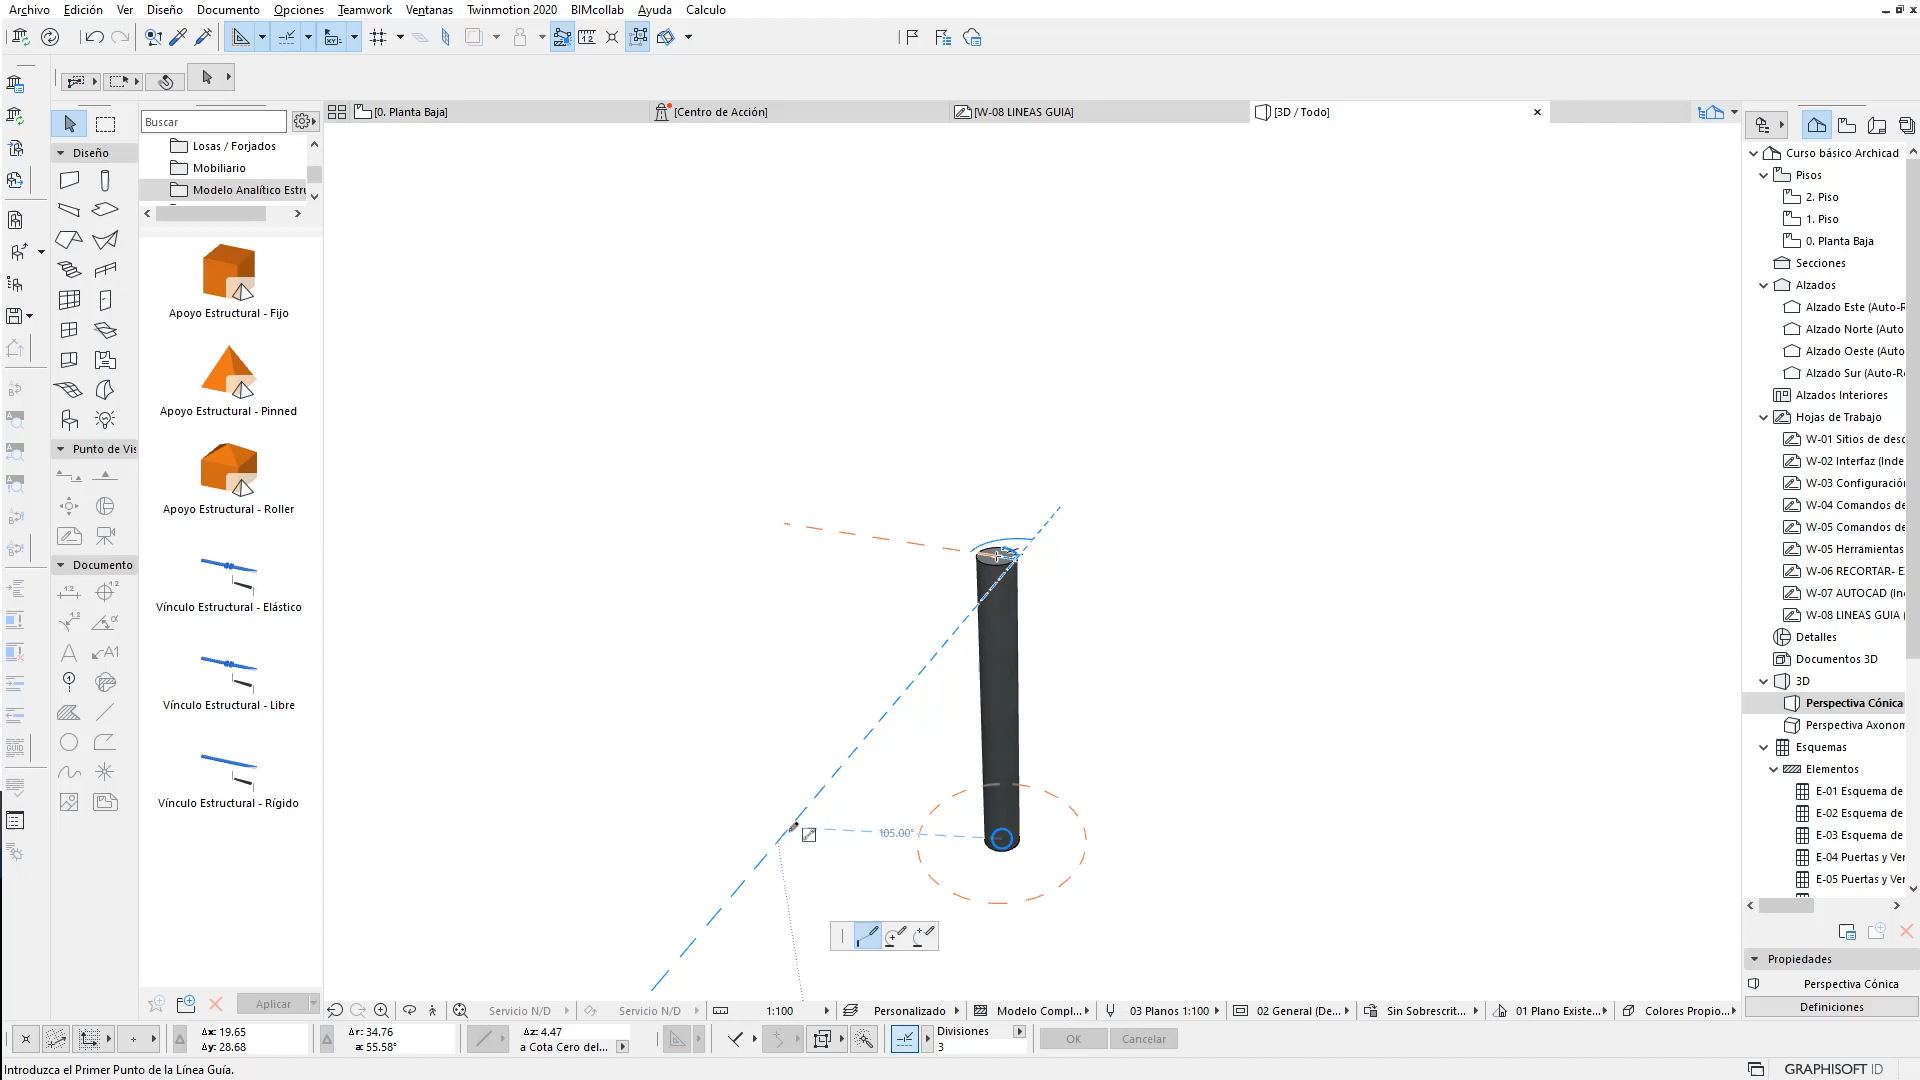 Archivo Edición Ver Diseño Documento Opciones Teamwork Ventanas Twinmotion 2020 BIMcollab Ayuda Calculo
Buscar
[0. Planta Baja]
[Centro de Acción]
[W-08 LINEAS GUIA]
[3D / Todo]
Diseño
Losas / Forjados
Mobiliario
Modelo Analítico Estru
Apoyo Estructural - Fijo
Apoyo Estructural - Pinned
Apoyo Estructural - Roller
Vínculo Estructural - Elástico
Vínculo Estructural - Libre
Vínculo Estructural - Rígido
Punto de Vis
Documento
Aplicar
105.00°
Curso básico Archicad
Pisos
2. Piso
1. Piso
0. Planta Baja
Secciones
Alzados
Alzado Este (Auto-R
Alzado Norte (Auto
Alzado Oeste (Auto
Alzado Sur (Auto-Re
Alzados Interiores
Hojas de Trabajo
W-01 Sitios de desc
W-02 Interfaz (Inde
W-03 Configuració
W-04 Comandos de
W-05 Comandos de
W-05 Herramientas
W-06 RECORTAR- E
W-07 AUTOCAD (In
W-08 LINEAS GUIA (
Detalles
Documentos 3D
3D
Perspectiva Cónica
Perspectiva Axonom
Esquemas
Elementos
E-01 Esquema de
E-02 Esquema de
E-03 Esquema de
E-04 Puertas y Ver
E-05 Puertas y Ver
Propiedades
Perspectiva Cónica
Definiciones
Servicio N/D
Servicio N/D
1:100
Personalizado
Modelo Compl...
03 Planos 1:100
02 General (De...
Sin Sobrescrit...
01 Plano Existe...
Colores Propio...
Δx: 19.65
Δy: 28.68
Δr: 34.76
a: 55.58°
Δz: 4.47
a Cota Cero del...
Divisiones
3
OK
Cancelar
Introduzca el Primer Punto de la Línea Guía.
GRAPHISOFT ID